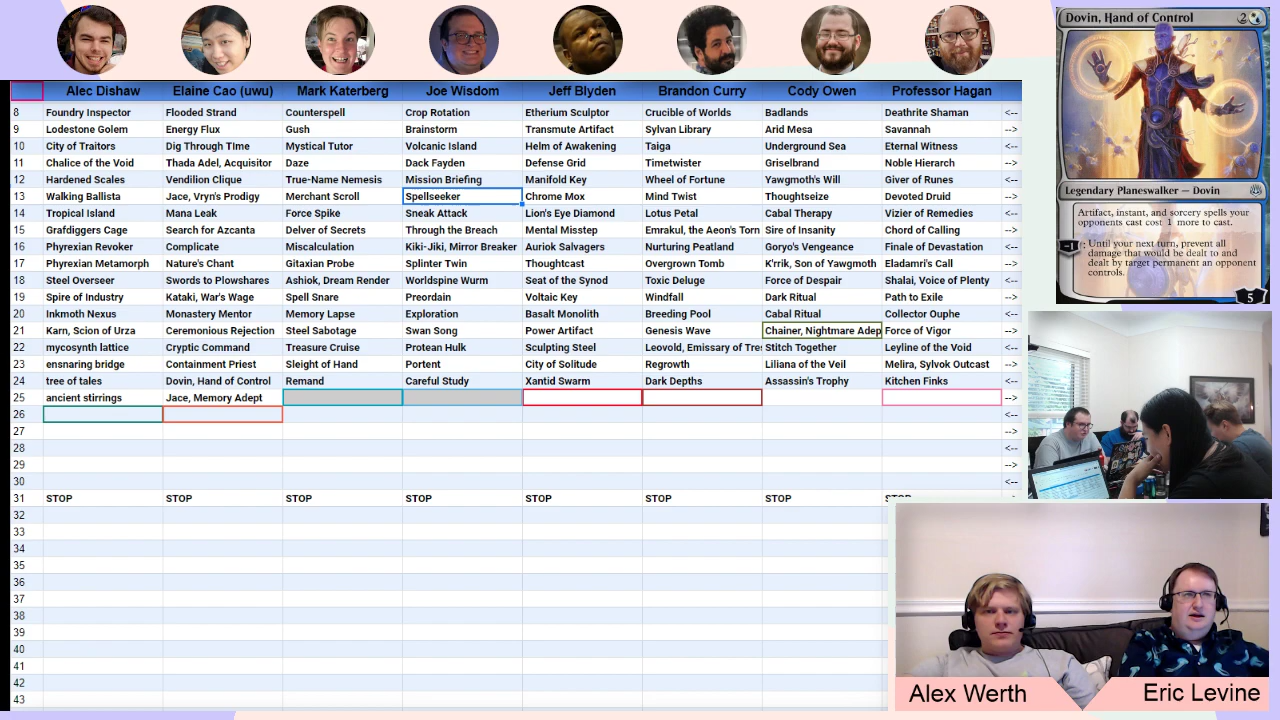 Alec Dishaw Elaine Cao (uwu) Mark Katerberg Joe Wisdom Jeff Blyden Brandon Curry Cody Owen Professor Hagan
8 Foundry Inspector Flooded Strand Counterspell Crop Rotation Etherium Sculptor Crucible of Worlds Badlands Deathrite Shaman <--
9 Lodestone Golem Energy Flux Gush Brainstorm Transmute Artifact Sylvan Library Arid Mesa Savannah -->
10 City of Traitors Dig Through TIme Mystical Tutor Volcanic Island Helm of Awakening Taiga Underground Sea Eternal Witness <--
11 Chalice of the Void Thada Adel, Acquisitor Daze Dack Fayden Defense Grid Timetwister Griselbrand Noble Hierarch -->
12 Hardened Scales Vendilion Clique True-Name Nemesis Mission Briefing Manifold Key Wheel of Fortune Yawgmoth's Will Giver of Runes <--
13 Walking Ballista Jace, Vryn's Prodigy Merchant Scroll Spellseeker Chrome Mox Mind Twist Thoughtseize Devoted Druid -->
14 Tropical Island Mana Leak Force Spike Sneak Attack Lion's Eye Diamond Lotus Petal Cabal Therapy Vizier of Remedies <--
15 Grafdiggers Cage Search for Azcanta Delver of Secrets Through the Breach Mental Misstep Emrakul, the Aeon's Torn Sire of Insanity Chord of Calling -->
16 Phyrexian Revoker Complicate Miscalculation Kiki-Jiki, Mirror Breaker Auriok Salvagers Nurturing Peatland Goryo's Vengeance Finale of Devastation <--
17 Phyrexian Metamorph Nature's Chant Gitaxian Probe Splinter Twin Thoughtcast Overgrown Tomb K'rrik, Son of Yawgmoth Eladamri's Call -->
18 Steel Overseer Swords to Plowshares Ashiok, Dream Render Worldspine Wurm Seat of the Synod Toxic Deluge Force of Despair Shalai, Voice of Plenty <--
19 Spire of Industry Kataki, War's Wage Spell Snare Preordain Voltaic Key Windfall Dark Ritual Path to Exile -->
20 Inkmoth Nexus Monastery Mentor Memory Lapse Exploration Basalt Monolith Breeding Pool Cabal Ritual Collector Ouphe <--
21 Karn, Scion of Urza Ceremonious Rejection Steel Sabotage Swan Song Power Artifact Genesis Wave Chainer, Nightmare Adep Force of Vigor -->
22 mycosynth lattice Cryptic Command Treasure Cruise Protean Hulk Sculpting Steel Leovold, Emissary of Tres Stitch Together Leyline of the Void <--
23 ensnaring bridge Containment Priest Sleight of Hand Portent City of Solitude Regrowth Liliana of the Veil Melira, Sylvok Outcast -->
24 tree of tales Dovin, Hand of Control Remand Careful Study Xantid Swarm Dark Depths Assassin's Trophy Kitchen Finks <--
25 ancient stirrings Jace, Memory Adept -->
26 <--
27 -->
28 <--
29 -->
30 <--
31 STOP STOP STOP STOP STOP STOP STOP STOP
32
33
34
35
36
37
38
39
40
41
42
43
Dovin, Hand of Control 2
Legendary Planeswalker — Dovin
Artifact, instant, and sorcery spells your
opponents cast cost 1 more to cast.
−1 : Until your next turn, prevent all
damage that would be dealt to and
dealt by target permanent an opponent
controls.
5
Alex Werth Eric Levine